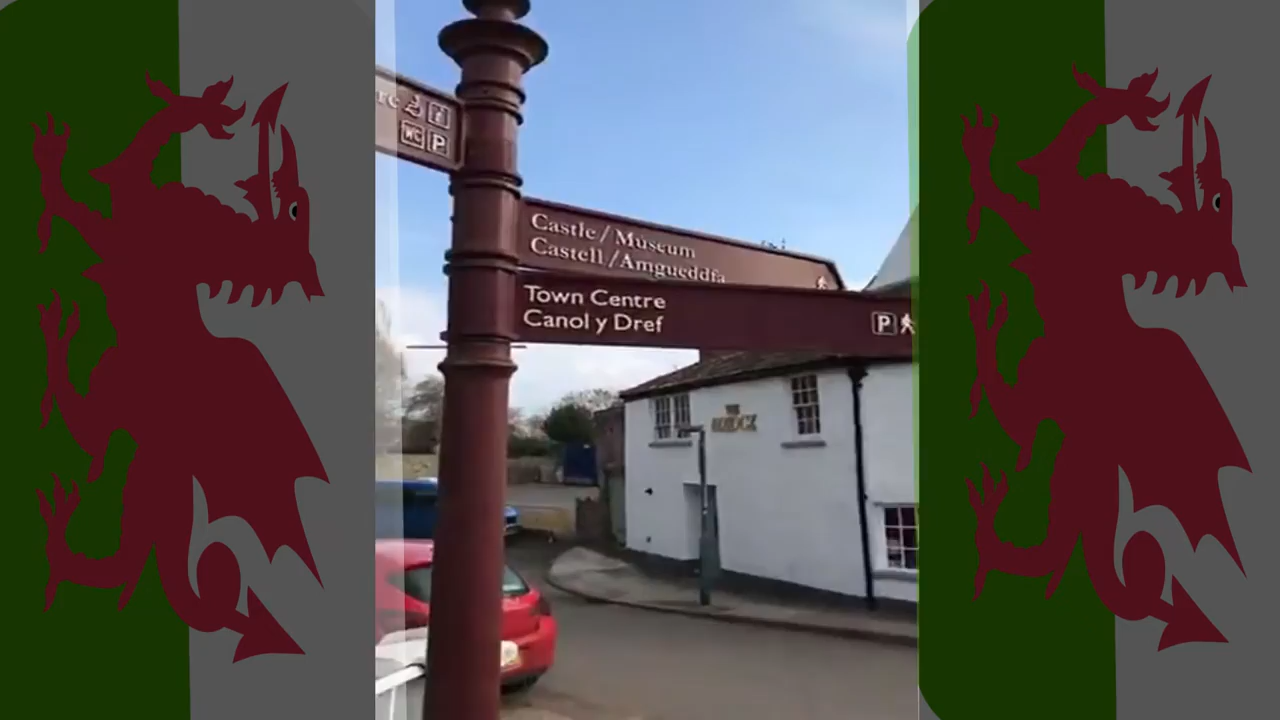 WC P
Castle/Museum
Castell/Amgueddfa
Town Centre
Canol y Dref
P